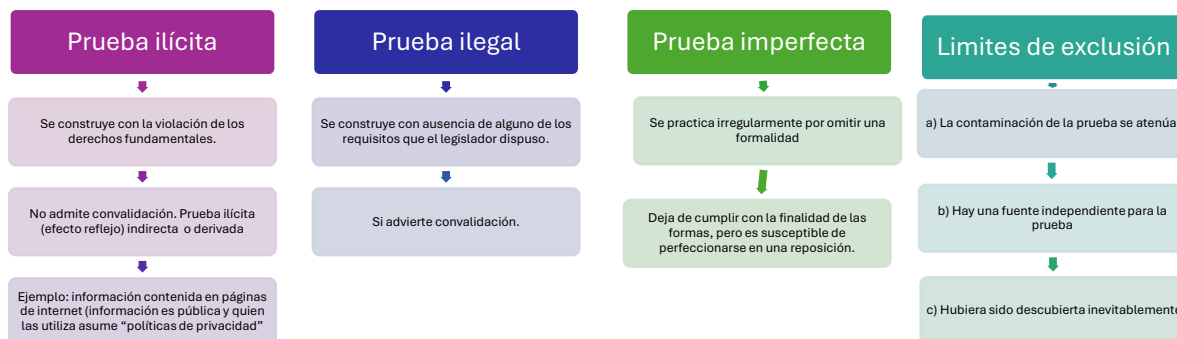 Prueba ilícita
Se construye con la violación de los
derechos fundamentales.
No admite convalidación. Prueba ilícita
(efecto reflejo) indirecta o derivada
Ejemplo: información contenida en páginas
de internet (información es pública y quien
las utiliza asume “políticas de privacidad”
Prueba ilegal
Se construye con ausencia de alguno de los
requisitos que el legislador dispuso.
Si advierte convalidación.
Prueba imperfecta
Se practica irregularmente por omitir una
formalidad
Deja de cumplir con la finalidad de las
formas, pero es susceptible de
perfeccionarse en una reposición.
Limites de exclusión
a) La contaminación de la prueba se atenúa
b) Hay una fuente independiente para la
prueba
c) Hubiera sido descubierta inevitablemente